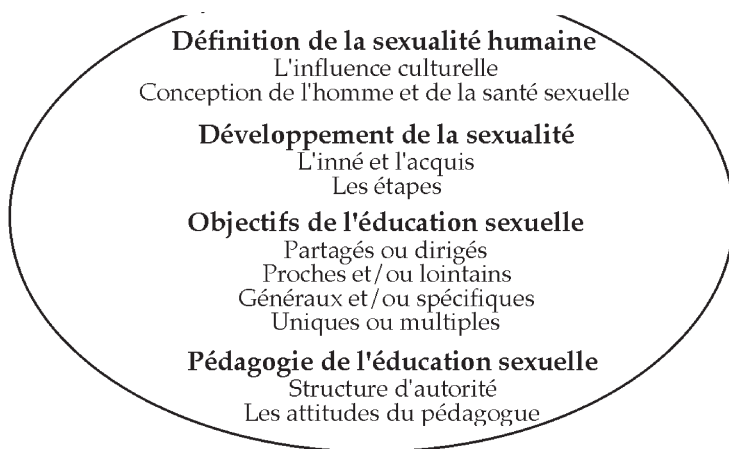 Définition de la sexualité humaine
L'influence culturelle
Conception de l'homme et de la santé sexuelle
Développement de la sexualité
L'inné et l'acquis
Les étapes
Objectifs de l'éducation sexuelle
Partagés ou dirigés
Proches et/ou lointains
Généraux et/ou spécifiques
Uniques ou multiples
Pédagogie de l'éducation sexuelle
Structure d'autorité
Les attitudes du pédagogue